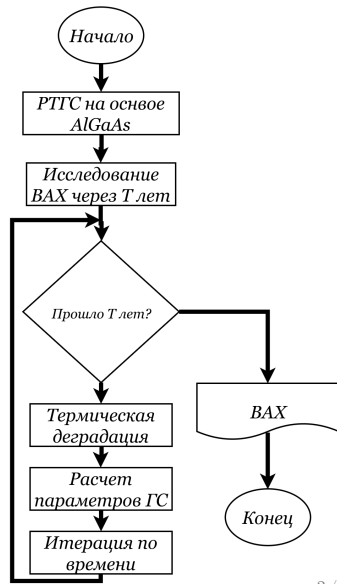 Начало
РТГС на оснвое
AlGaAs
Исследование
ВАХ через T лет
Прошло T лет?
Термическая
деградация
ВАХ
Расчет
параметров ГС
Конец
Итерация по
времени